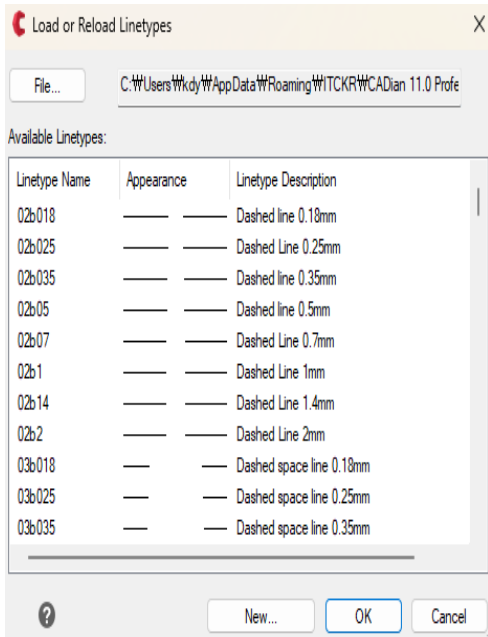 Load or Reload Linetypes
File...
C:₩Users₩kdy₩AppData₩Roaming₩ITCKR₩CADian 11.0 Profe
Available Linetypes:
Linetype Name Appearance Linetype Description
02b018 Dashed line 0.18mm
02b025 Dashed Line 0.25mm
02b035 Dashed line 0.35mm
02b05 Dashed line 0.5mm
02b07 Dashed Line 0.7mm
02b1 Dashed Line 1mm
02b14 Dashed Line 1.4mm
02b2 Dashed Line 2mm
03b018 Dashed space line 0.18mm
03b025 Dashed space line 0.25mm
03b035 Dashed space line 0.35mm
? New... OK Cancel